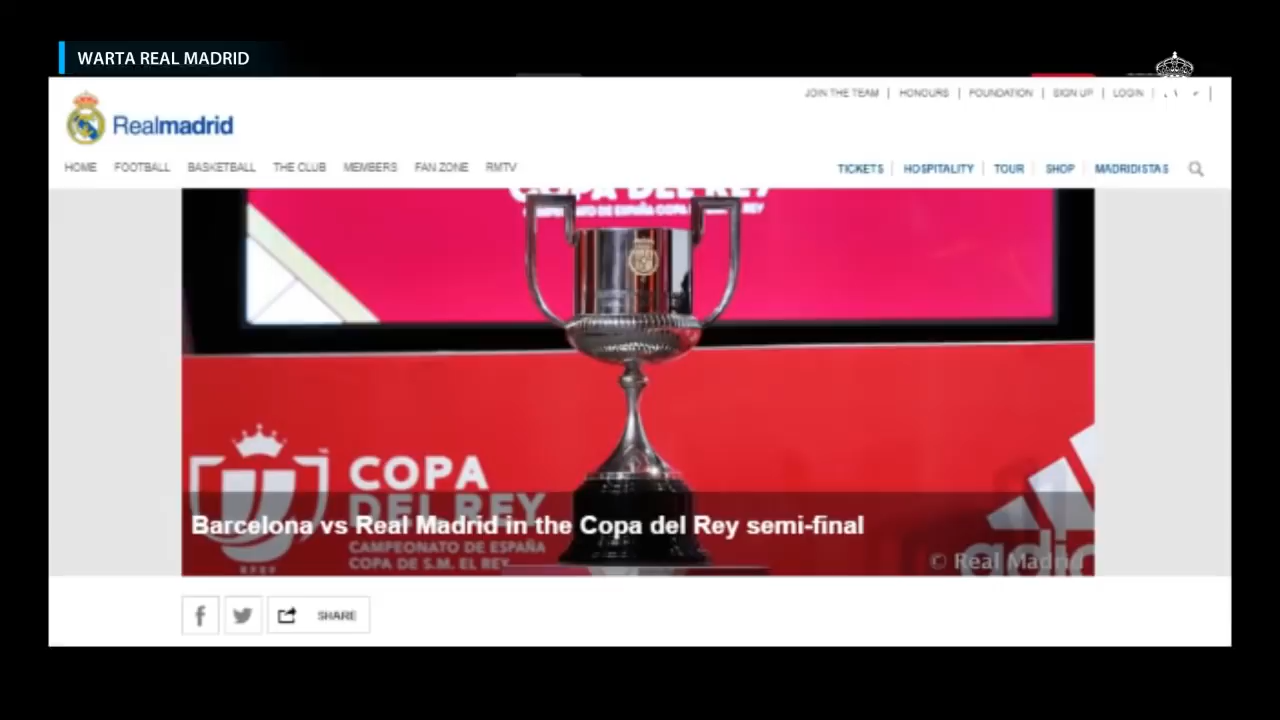 WARTA REAL MADRID
JOIN THE TEAM | HONOURS | FOUNDATION | SIGN UP | LOGIN |
Realmadrid
HOME FOOTBALL BASKETBALL THE CLUB MEMBERS FAN ZONE RMTV
TICKETS | HOSPITALITY | TOUR | SHOP | MADRIDISTAS
COPA DEL REY
COPA
DEL REY
CAMPEONATO DE ESPAÑA
COPA DE S.M. EL REY
Barcelona vs Real Madrid in the Copa del Rey semi-final
© Real Madrid
adidas
SHARE